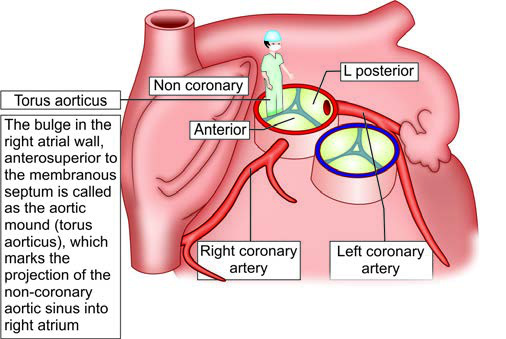 L posterior
Non coronary
Torus aorticus
Anterior
The bulge in the
right atrial wall,
anterosuperior to
the membranous
septum is called
as the aortic
mound (torus
aorticus), which
marks the
projection of the
non-coronary
aortic sinus into
right atrium
Right coronary
artery
Left coronary
artery